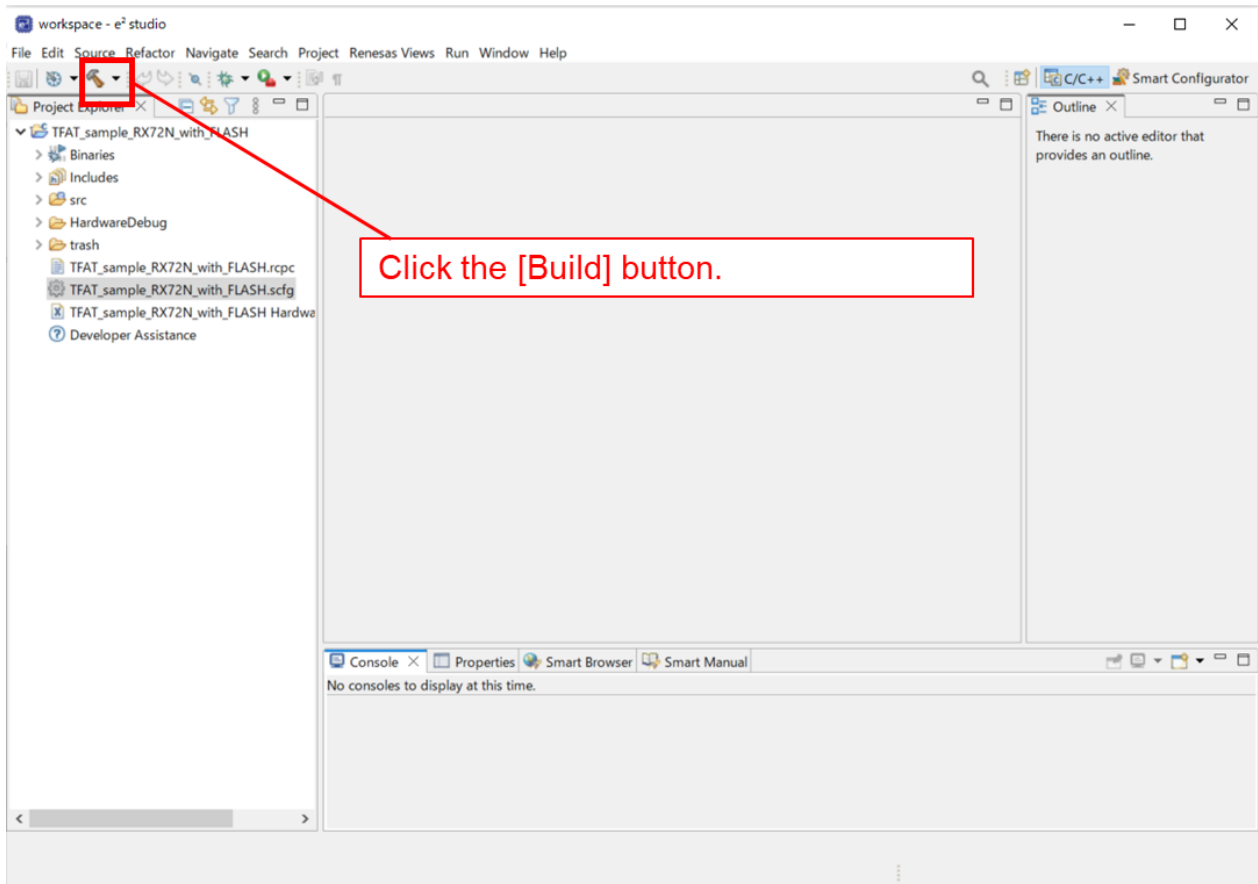 workspace - e² studio
File Edit Source Refactor Navigate Search Project Renesas Views Run Window Help
C/C++ Smart Configurator
Project Explorer
TFAT_sample_RX72N_with_FLASH
Binaries
Includes
src
HardwareDebug
trash
TFAT_sample_RX72N_with_FLASH.rcpc
TFAT_sample_RX72N_with_FLASH.scfg
TFAT_sample_RX72N_with_FLASH Hardwa
Developer Assistance
Click the [Build] button.
Outline
There is no active editor that
provides an outline.
Console Properties Smart Browser Smart Manual
No consoles to display at this time.